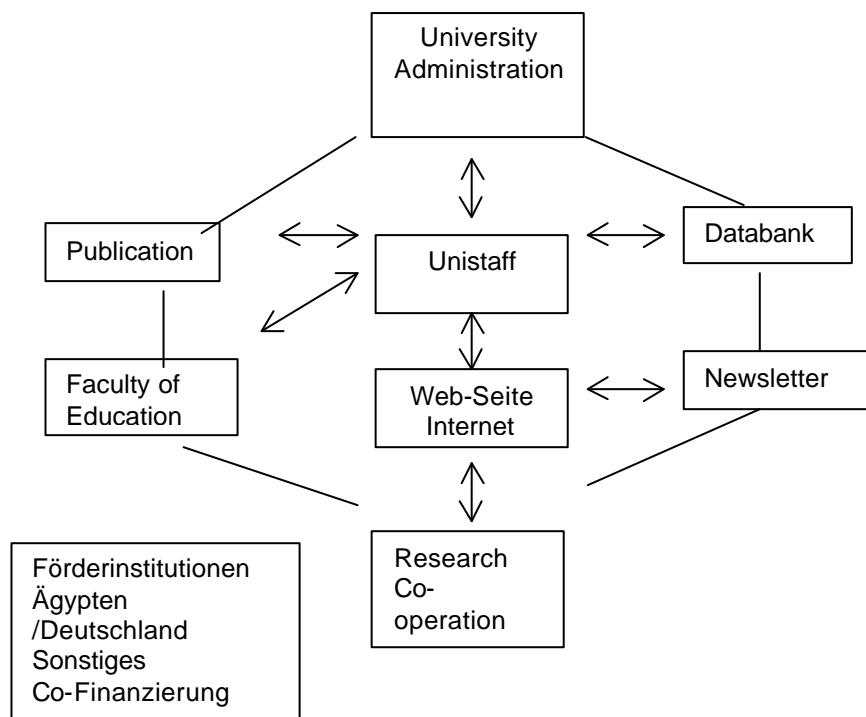 University
Administration
Publication
Unistaff
Databank
Faculty of
Education
Web-Seite
Internet
Newsletter
Förderinstitutionen
Ägypten
/Deutschland
Sonstiges
Co-Finanzierung
Research
Co-
operation